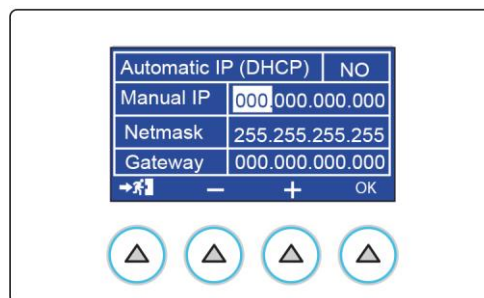 Automatic IP (DHCP) NO
Manual IP 000.000.000.000
Netmask 255.255.255.255
Gateway 000.000.000.000
− + OK